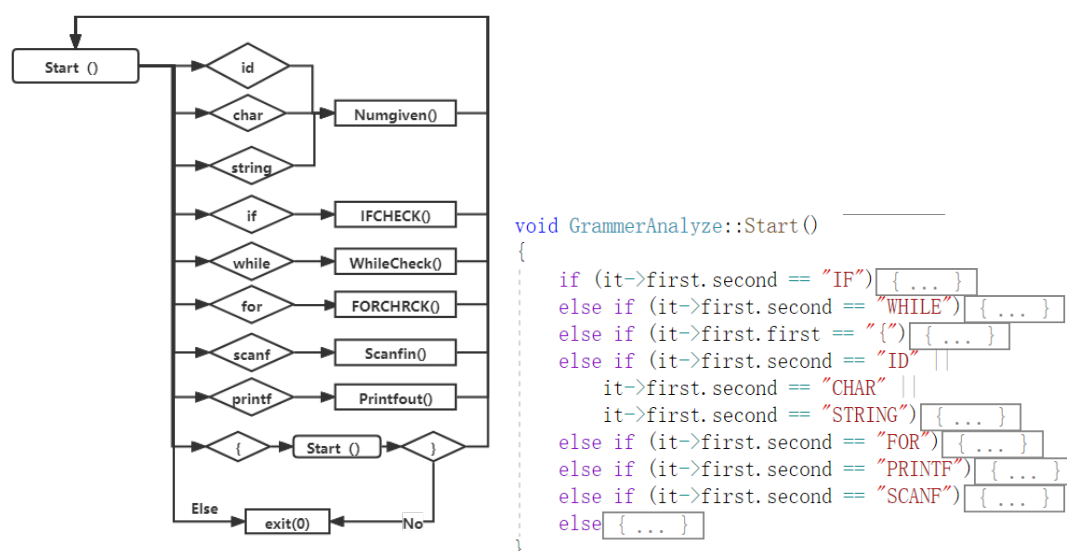 Start ()
id
char
Numgiven()
string
if
IFCHECK()
while
WhileCheck()
for
FORCHRCK()
scanf
Scanfin()
printf
Printfout()
{
Start ()
}
Else
exit(0)
No
void GrammerAnalyze::Start()
{
if (it->first.second == "IF") { ... }
else if (it->first.second == "WHILE") { ... }
else if (it->first.first == "{") { ... }
else if (it->first.second == "ID" ||
it->first.second == "CHAR" ||
it->first.second == "STRING") { ... }
else if (it->first.second == "FOR") { ... }
else if (it->first.second == "PRINTF") { ... }
else if (it->first.second == "SCANF") { ... }
else { ... }
}